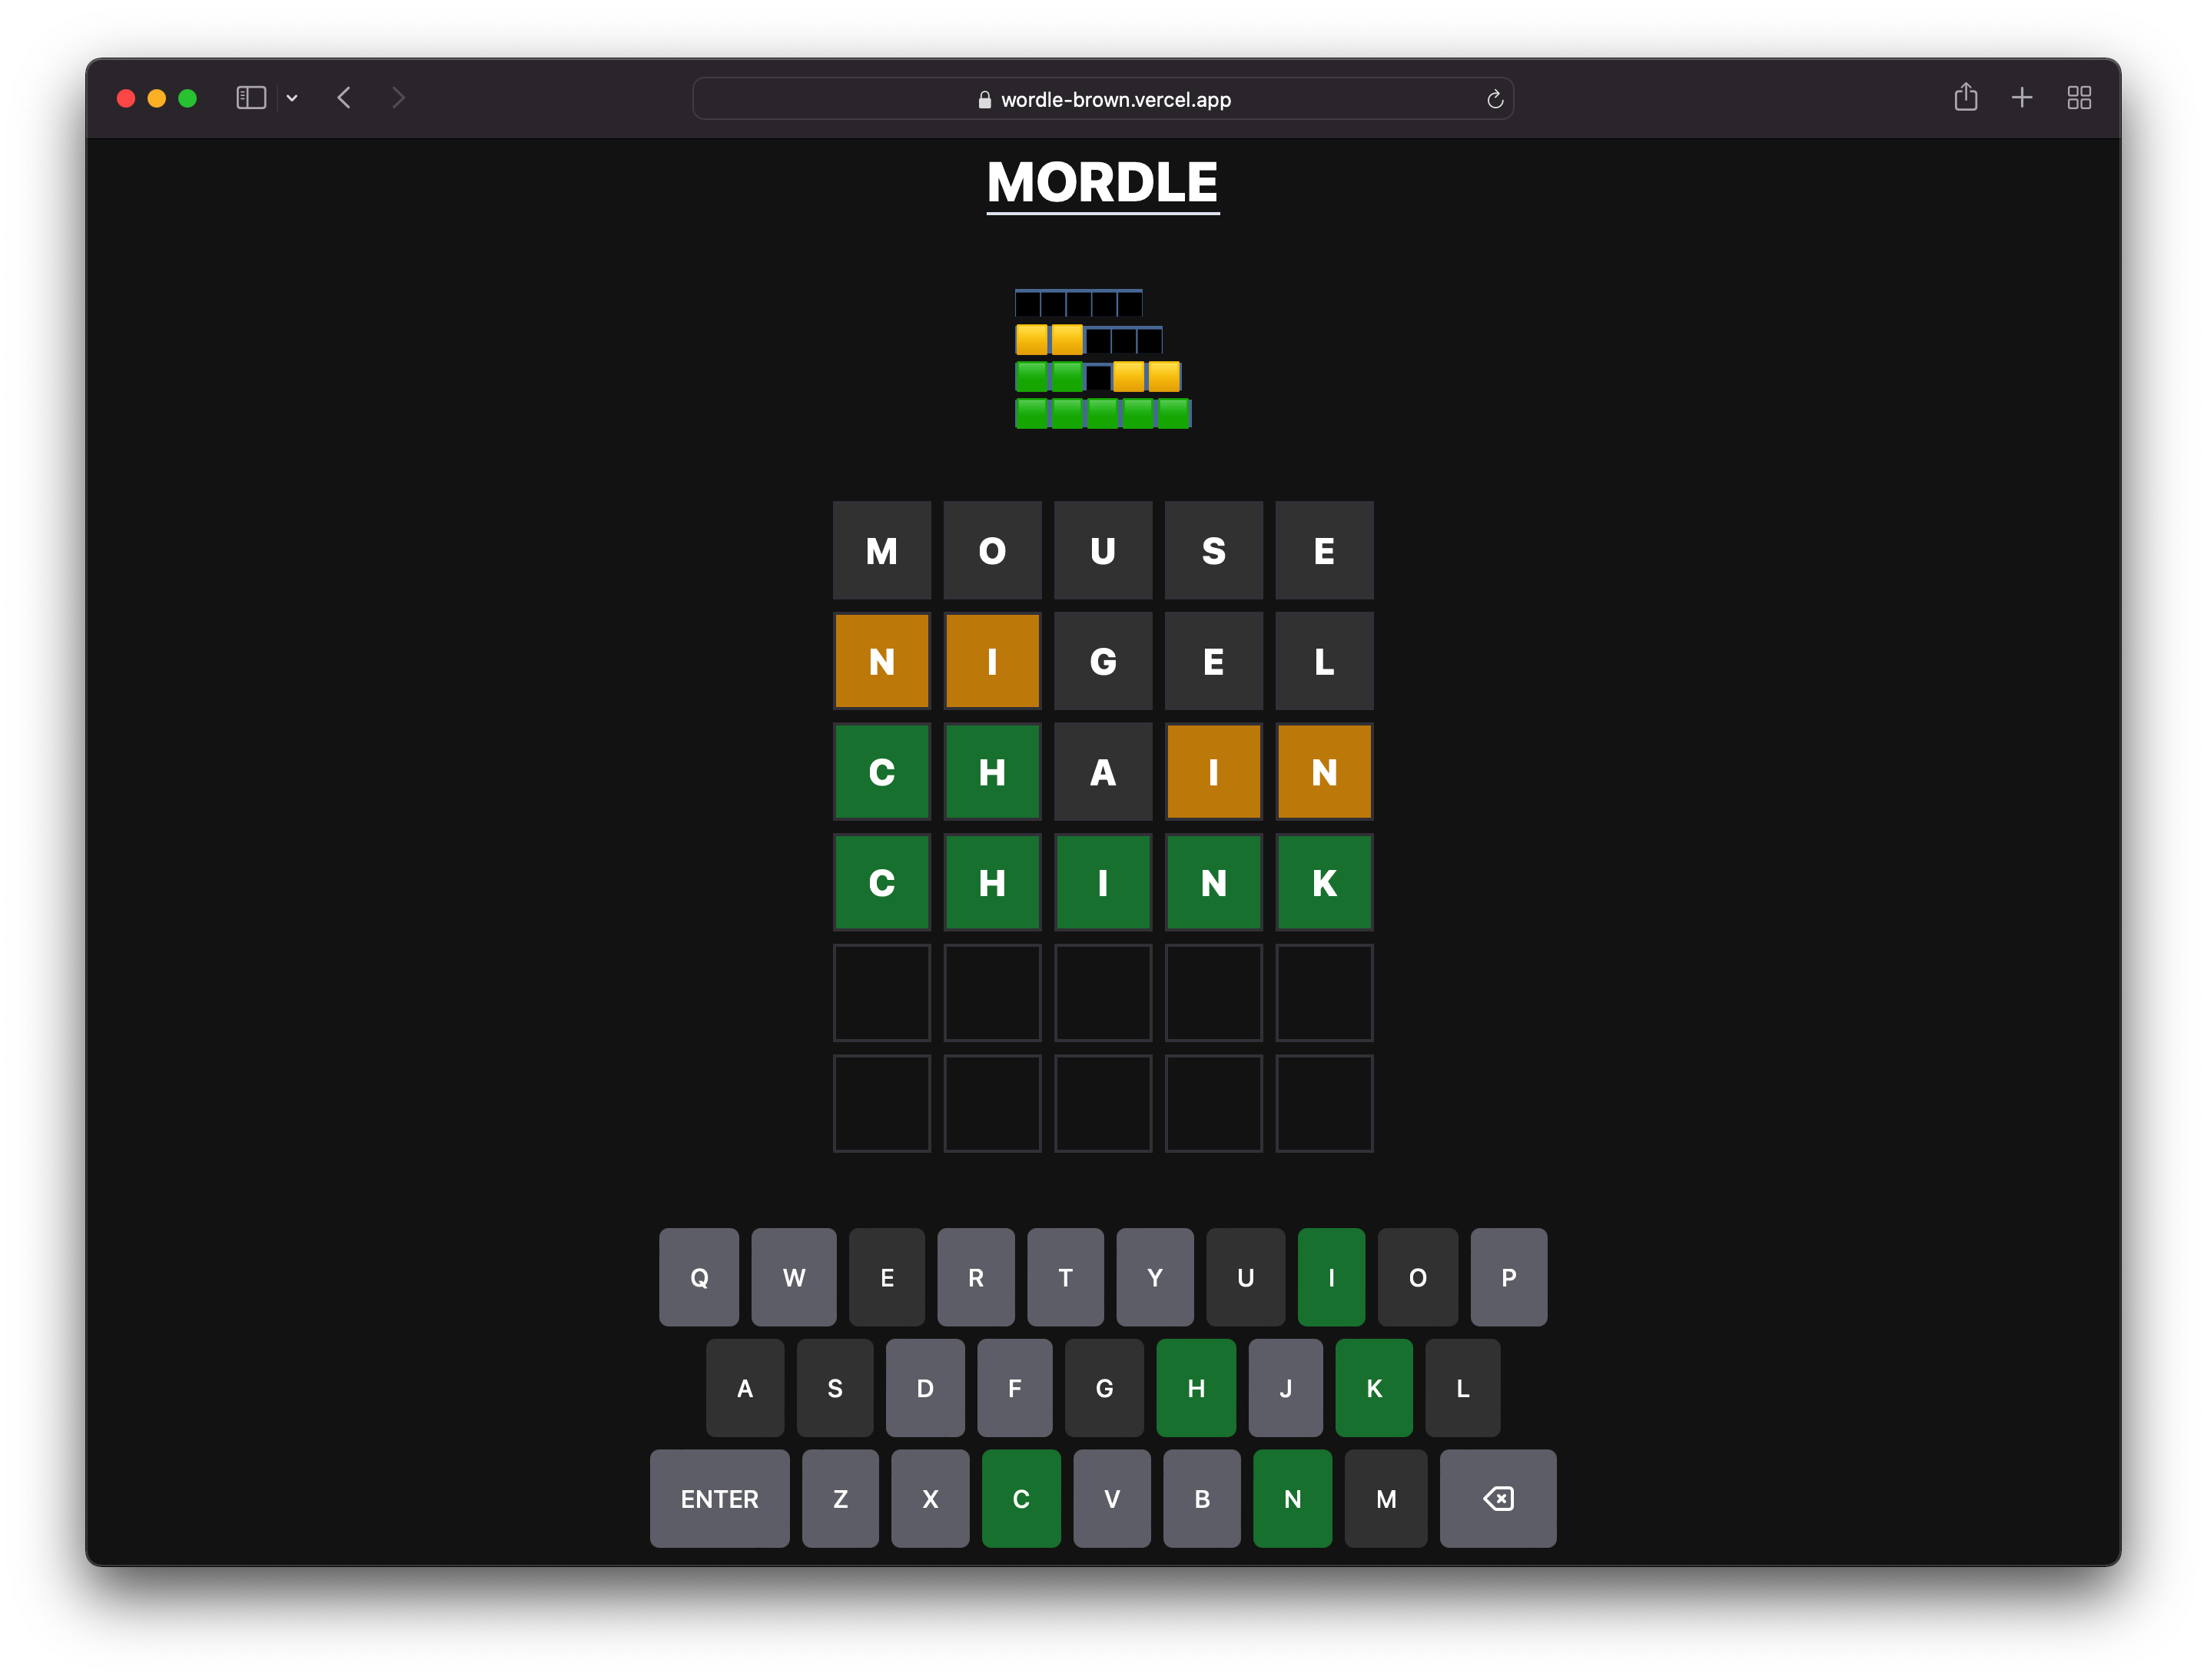 wordle-brown.vercel.app
MORDLE
M O U S E
N I G E L
C H A I N
C H I N K
Q W E R T Y U I O P
A S D F G H J K L
ENTER Z X C V B N M